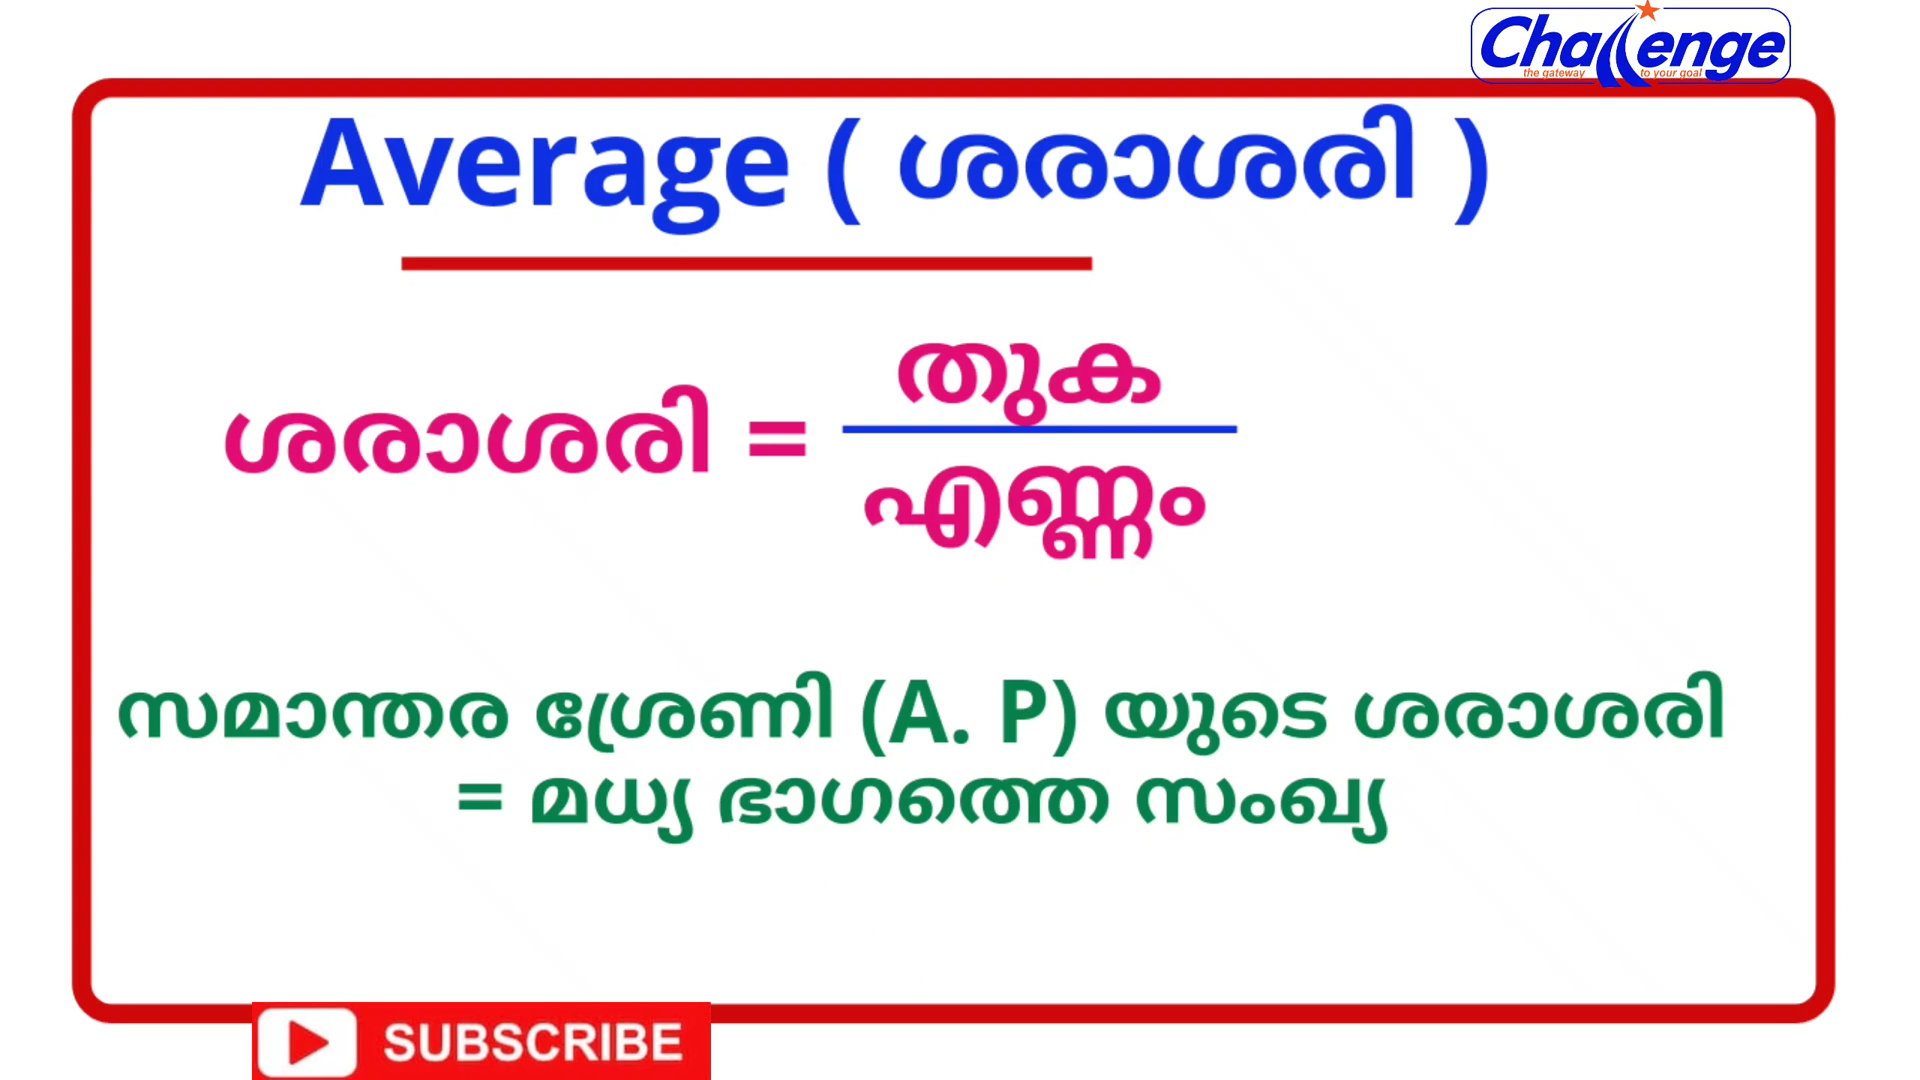 Challenge
the gateway to your goal
Average ( ശരാശരി )
തുക
ശരാശരി =
എണ്ണം
സമാന്തര ശ്രേണി (A. P) യുടെ ശരാശരി
= മധ്യ ഭാഗത്തെ സംഖ്യ
SUBSCRIBE